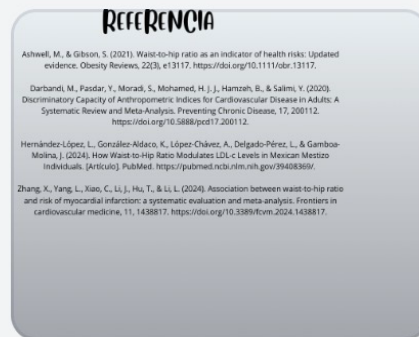 REFERENCIA
Ashwell, M., & Gibson, S. (2021). Waist-to-hip ratio as an indicator of health risks: Updated
evidence. Obesity Reviews, 22(3), e13117. https://doi.org/10.1111/obr.13117.
Darbandi, M., Pasdar, Y., Moradi, S., Mohamed, H. J. J., Hamzeh, B., & Salimi, Y. (2020).
Discriminatory Capacity of Anthropometric Indices for Cardiovascular Disease in Adults: A
Systematic Review and Meta-Analysis. Preventing Chronic Disease, 17, 200112.
https://doi.org/10.5888/pcd17.200112.
Hernández-López, L., González-Aldaco, K., López-Chávez, A., Delgado-Pérez, L., & Gamboa-
Molina, J. (2024). How Waist-to-Hip Ratio Modulates LDL-c Levels in Mexican Mestizo
Individuals. [Artículo]. PubMed. https://pubmed.ncbi.nlm.nih.gov/39408369/.
Zhang, X., Yang, L., Xiao, C., Li, J., Hu, T., & Li, L. (2024). Association between waist-to-hip ratio
and risk of myocardial infarction: a systematic evaluation and meta-analysis. Frontiers in
cardiovascular medicine, 11, 1438817. https://doi.org/10.3389/fcvm.2024.1438817.